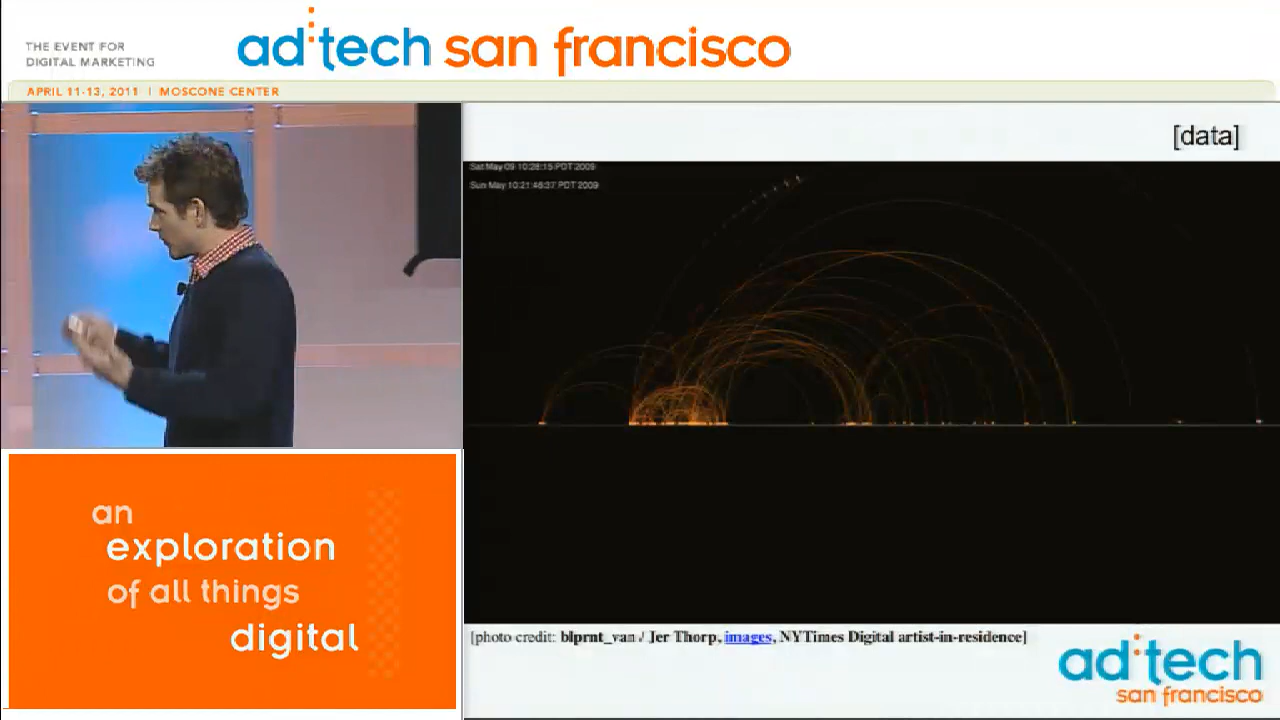 THE EVENT FOR
DIGITAL MARKETING
ad:tech san francisco
APRIL 11-13, 2011 | MOSCONE CENTER
[data]
Sat May 09 10:28:15 PDT 2009
Sun May 10:21:46:37 PDT 2009
an
exploration
of all things
digital
[photo credit: blprnt_van / Jer Thorp, images, NYTimes Digital artist-in-residence]
ad:tech
san francisco